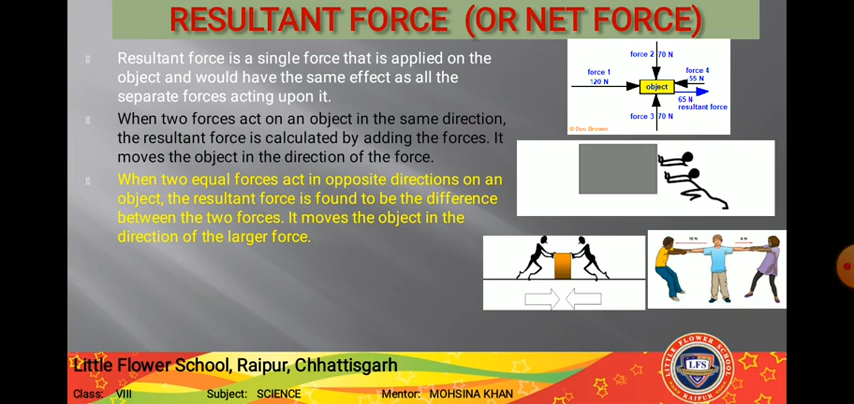 RESULTANT FORCE (OR NET FORCE)
Resultant force is a single force that is applied on the
object and would have the same effect as all the
separate forces acting upon it.
When two forces act on an object in the same direction,
the resultant force is calculated by adding the forces. It
moves the object in the direction of the force.
When two equal forces act in opposite directions on an
object, the resultant force is found to be the difference
between the two forces. It moves the object in the
direction of the larger force.
force 2 70 N
force 1
120 N
force 4
55 N
object
65 N
resultant force
force 3 70 N
© Doc. Brown
10 N
Little Flower School, Raipur, Chhattisgarh
Class: VIII Subject: SCIENCE Mentor: MOHSINA KHAN
LITTLE FLOWER SCHOOL
LFS
RAIPUR